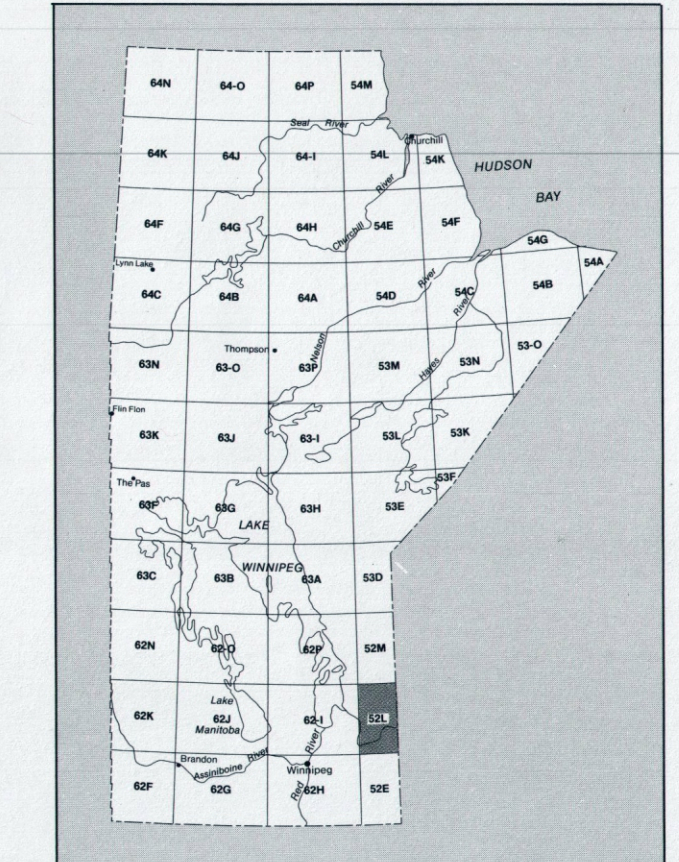 64N 64-O 64P 54M
Seal River
Churchill
64K 64J 64-I 54L 54K
HUDSON
BAY
River
64F 64G 64H Churchill 54E 54F
54G
Lynn Lake
54A
River
64C 64B 64A 54D 54C 54B
River
Thompson
Nelson
53-O
63N 63-O 63P 53M Hayes 53N
Flin Flon
63K 63J 63-I 53L 53K
The Pas
53F
63F 63G 63H 53E
LAKE
WINNIPEG
63C 63B 63A 53D
62N 62-O 62P 52M
Lake
62K 62J 62-I 52L
Manitoba
River
River
Brandon
Assiniboine
Winnipeg
62F 62G Red 62H 52E